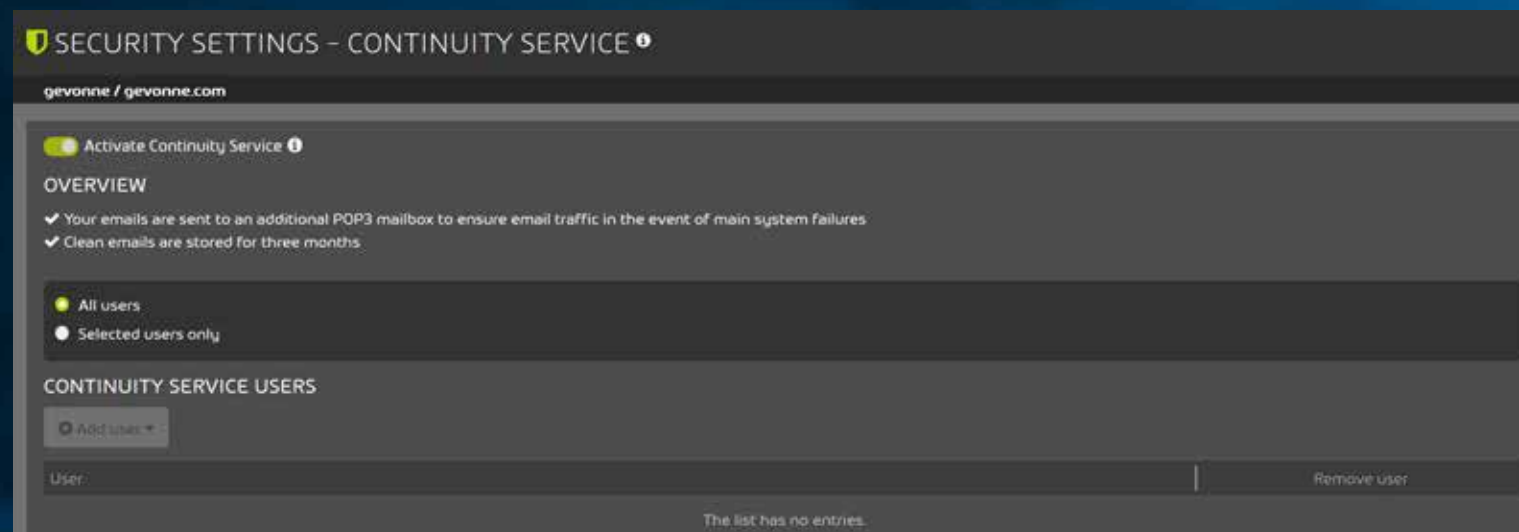 SECURITY SETTINGS – CONTINUITY SERVICE
gevonne / gevonne.com
Activate Continuity Service
OVERVIEW
Your emails are sent to an additional POP3 mailbox to ensure email traffic in the event of main system failures
Clean emails are stored for three months
All users
Selected users only
CONTINUITY SERVICE USERS
Add user
User Remove user
The list has no entries.